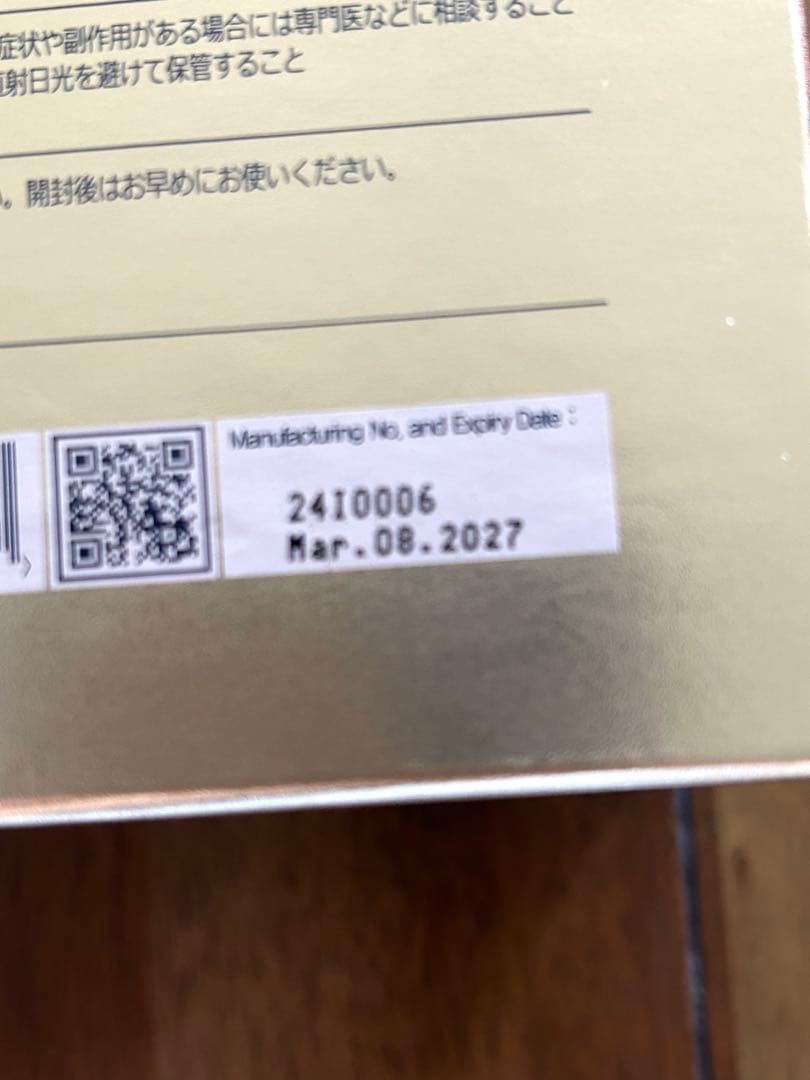 症状や副作用がある場合には専門医などに相談すること
直射日光を避けて保管すること
い。開封後はお早めにお使いください。
Manufacturing No, and Expiry Date :
24I0006
Mar.08.2027